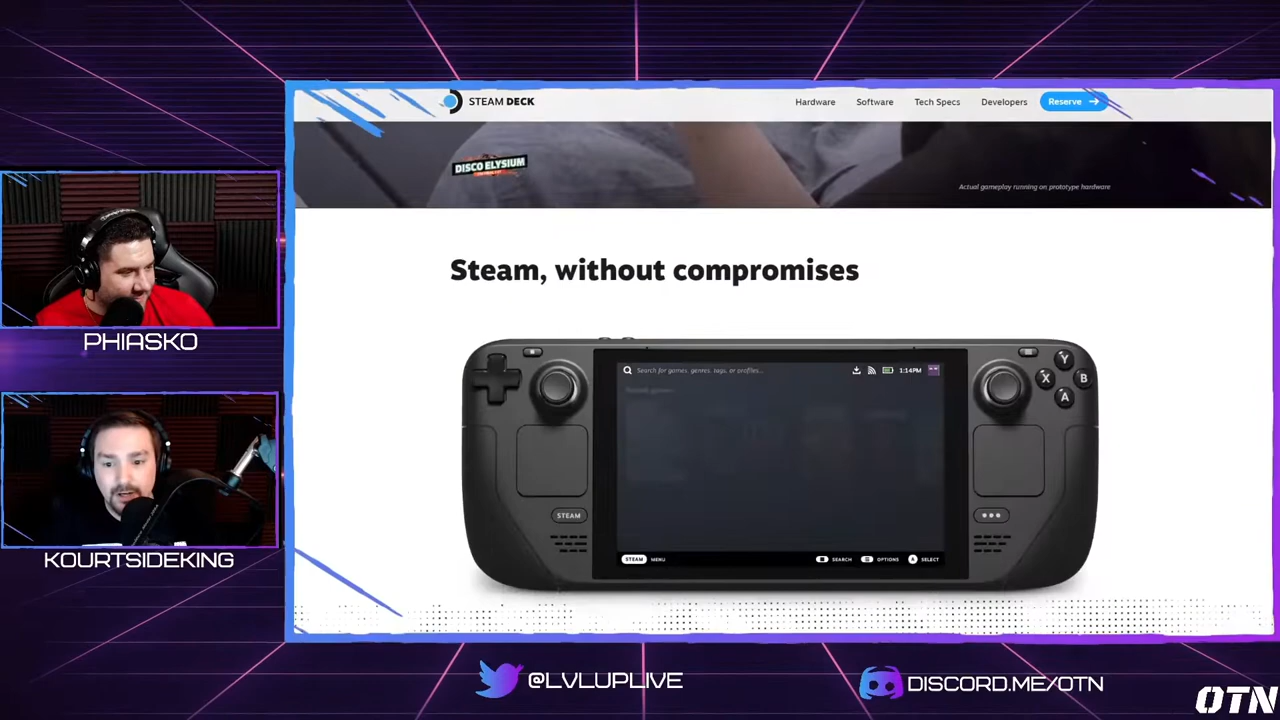 STEAM DECK
Hardware Software Tech Specs Developers Reserve
DISCO ELYSIUM
Actual gameplay running on prototype hardware
Steam, without compromises
Search for games, genres, tags, or profiles...
1:14PM
Y
X B
A
STEAM
STEAM MENU
SEARCH OPTIONS A SELECT
PHIASKO
KOURTSIDEKING
@LVLUPLIVE
DISCORD.ME/OTN
OTN